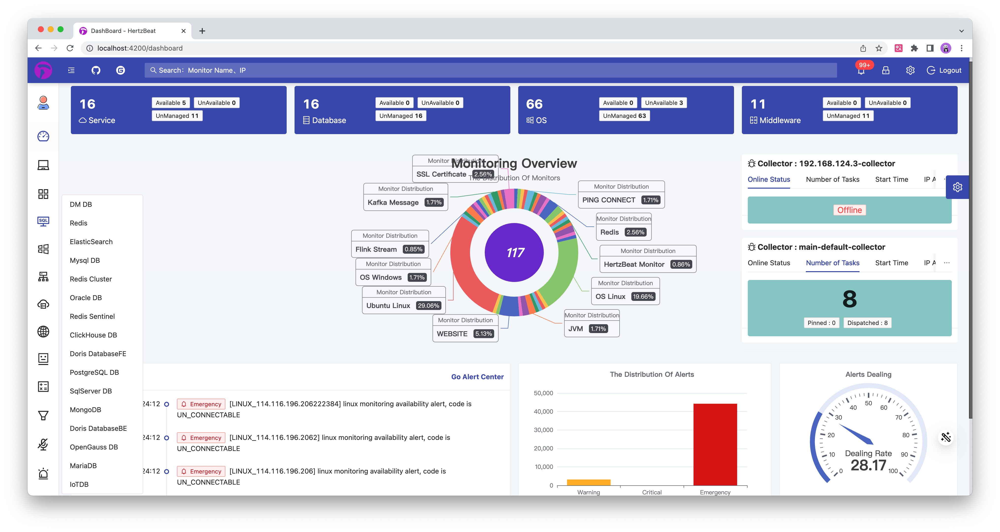 DashBoard - HertzBeat
localhost:4200/dashboard
Search：Monitor Name、IP
99+
Logout
16
Service
Available 5
UnAvailable 0
UnManaged 11
16
Database
Available 0
UnAvailable 0
UnManaged 16
66
OS
Available 0
UnAvailable 3
UnManaged 63
11
Middleware
Available 0
UnAvailable 0
UnManaged 11
SQL
DM DB
Redis
ElasticSearch
Mysql DB
Redis Cluster
Oracle DB
Redis Sentinel
ClickHouse DB
Doris DatabaseFE
PostgreSQL DB
SqlServer DB
MongoDB
Doris DatabaseBE
OpenGauss DB
MariaDB
IoTDB
Monitoring Overview
The Distribution Of Monitors
Monitor Distribution
SSL Certificate 2.56%
Monitor Distribution
Kafka Message 1.71%
Monitor Distribution
Flink Stream 0.85%
Monitor Distribution
OS Windows 1.71%
Monitor Distribution
Ubuntu Linux 29.06%
Monitor Distribution
WEBSITE 5.13%
117
Monitor Distribution
PING CONNECT 1.71%
Monitor Distribution
Redis 2.56%
Monitor Distribution
HertzBeat Monitor 0.86%
Monitor Distribution
OS Linux 19.66%
Monitor Distribution
JVM 1.71%
Collector : 192.168.124.3-collector
Online Status Number of Tasks Start Time IP A
Offline
Collector : main-default-collector
Online Status Number of Tasks Start Time IP A ...
8
Pinned : 0
Dispatched : 8
Go Alert Center
24:12
Emergency [LINUX_114.116.196.206222384] linux monitoring availability alert, code is
UN_CONNECTABLE
24:12
Emergency [LINUX_114.116.196.2062] linux monitoring availability alert, code is
UN_CONNECTABLE
24:12
Emergency [LINUX_114.116.196.206] linux monitoring availability alert, code is
UN_CONNECTABLE
The Distribution Of Alerts
50,000
40,000
30,000
20,000
10,000
0
Warning
Critical
Emergency
Alerts Dealing
0
10
20
30
40
50
60
70
80
90
100
Dealing Rate
28.17